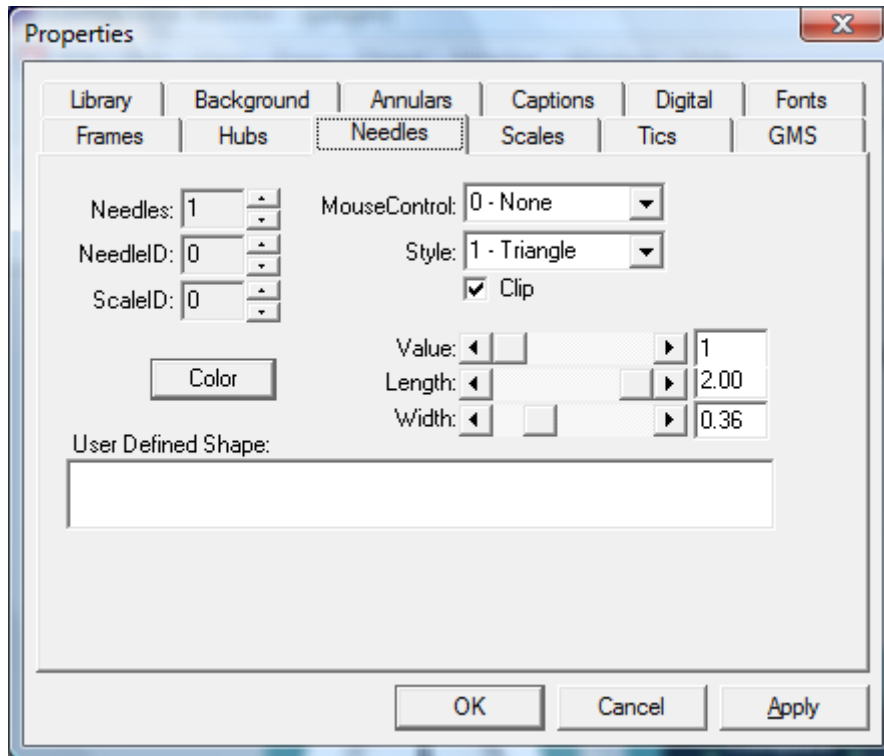 Properties
Library Background Annulars Captions Digital Fonts
Frames Hubs Needles Scales Tics GMS
Needles: 1 MouseControl: 0 - None
NeedleID: 0 Style: 1 - Triangle
ScaleID: 0 Clip
Value: 1
Color Length: 2.00
Width: 0.36
User Defined Shape:
OK Cancel Apply